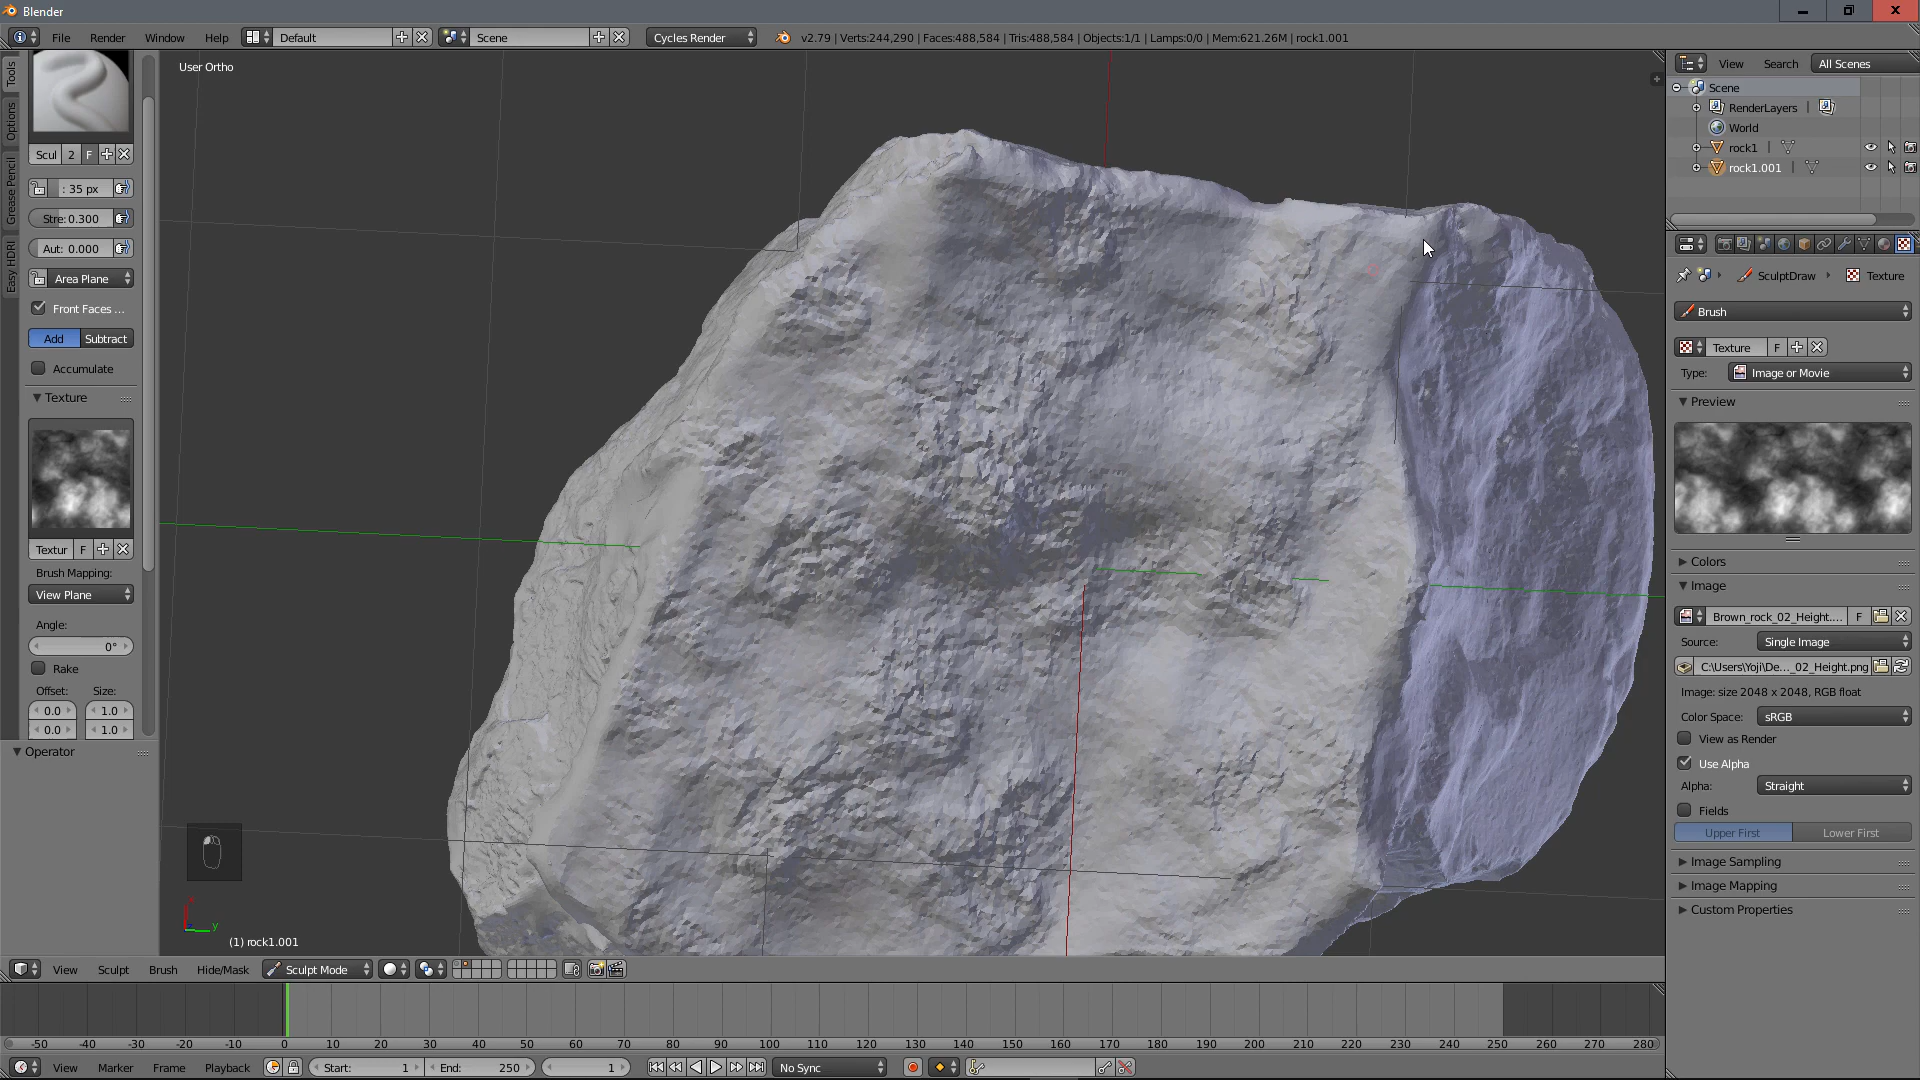 Blender
File Render Window Help Default Scene Cycles Render v2.79 | Verts:244,290 | Faces:488,584 | Tris:488,584 | Objects:1/1 | Lamps:0/0 | Mem:621.26M | rock1.001
Tools
Options
Grease Pencil
Easy HDRI
Scul 2 F
: 35 px
Stre: 0.300
Aut: 0.000
Area Plane
Front Faces ...
Add Subtract
Accumulate
Texture
Textur F
Brush Mapping:
View Plane
Angle:
0°
Rake
Offset: Size:
0.0 1.0
0.0 1.0
Operator
User Ortho
x
y
(1) rock1.001
View Search All Scenes
Scene
RenderLayers |
World
rock1 |
rock1.001 |
SculptDraw Texture
Brush
Texture F
Type: Image or Movie
Preview
Colors
Image
Brown_rock_02_Height.... F
Source: Single Image
C:\Users\Yoji\De..._02_Height.png
Image: size 2048 x 2048, RGB float
Color Space: sRGB
View as Render
Use Alpha
Alpha: Straight
Fields
Upper First Lower First
Image Sampling
Image Mapping
Custom Properties
View Sculpt Brush Hide/Mask Sculpt Mode
-50 -40 -30 -20 -10 0 10 20 30 40 50 60 70 80 90 100 110 120 130 140 150 160 170 180 190 200 210 220 230 240 250 260 270 280
View Marker Frame Playback Start: 1 End: 250 1 No Sync